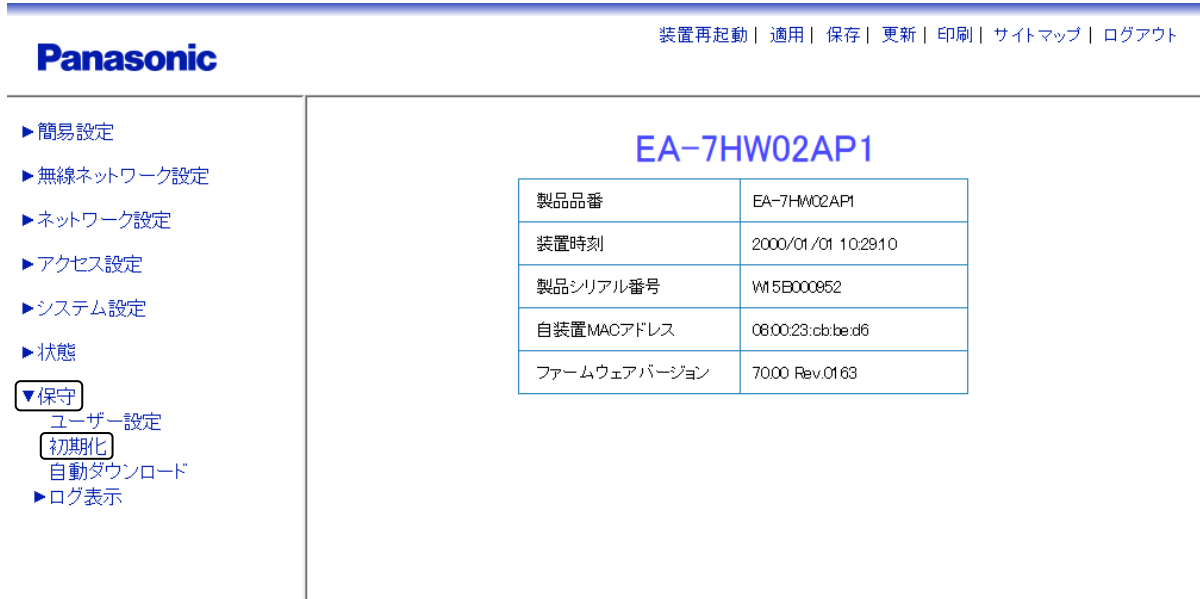 装置再起動| 適用| 保存| 更新| 印刷| サイトマップ| ログアウト
Panasonic
►簡易設定
►無線ネットワーク設定
►ネットワーク設定
►アクセス設定
►システム設定
►状態
▼保守
ユーザー設定
初期化
自動ダウンロード
►ログ表示
EA-7HW02AP1
製品品番 EA-7HW02AP1
装置時刻 2000/01/01 10:29:10
製品シリアル番号 W15B000952
自装置MACアドレス 08:00:23:cb:be:d6
ファームウェアバージョン 70.00 Rev.0163